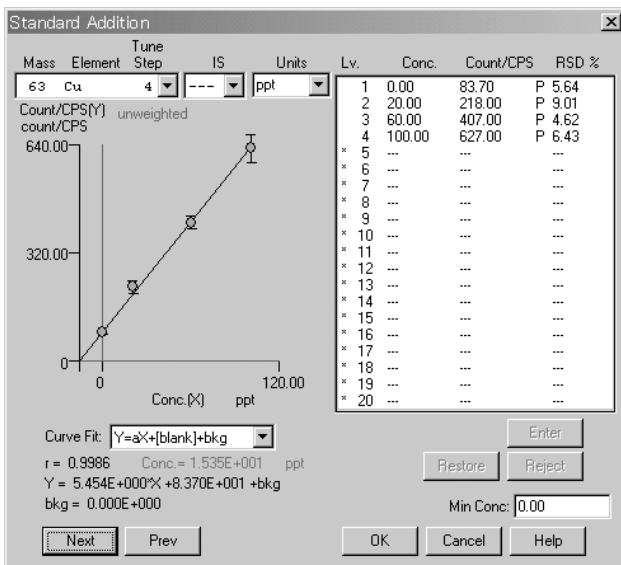 Standard Addition
Mass Element Tune Step IS Units
63 Cu 4 --- ppt
Count/CPS(Y) unweighted
count/CPS
640.00
320.00
0
0 120.00
Conc.(X) ppt
Curve Fit: Y=aX+[blank]+bkg
r = 0.9986 Conc.= 1.535E+001 ppt
Y = 5.454E+000*X +8.370E+001 +bkg
bkg = 0.000E+000
Next Prev
Lv. Conc. Count/CPS RSD %
1 0.00 83.70 P 5.64
2 20.00 218.00 P 9.01
3 60.00 407.00 P 4.62
4 100.00 627.00 P 6.43
* 5 --- --- ---
* 6 --- --- ---
* 7 --- --- ---
* 8 --- --- ---
* 9 --- --- ---
* 10 --- --- ---
* 11 --- --- ---
* 12 --- --- ---
* 13 --- --- ---
* 14 --- --- ---
* 15 --- --- ---
* 16 --- --- ---
* 17 --- --- ---
* 18 --- --- ---
* 19 --- --- ---
* 20 --- --- ---
Enter
Restore Reject
Min Conc: 0.00
OK Cancel Help